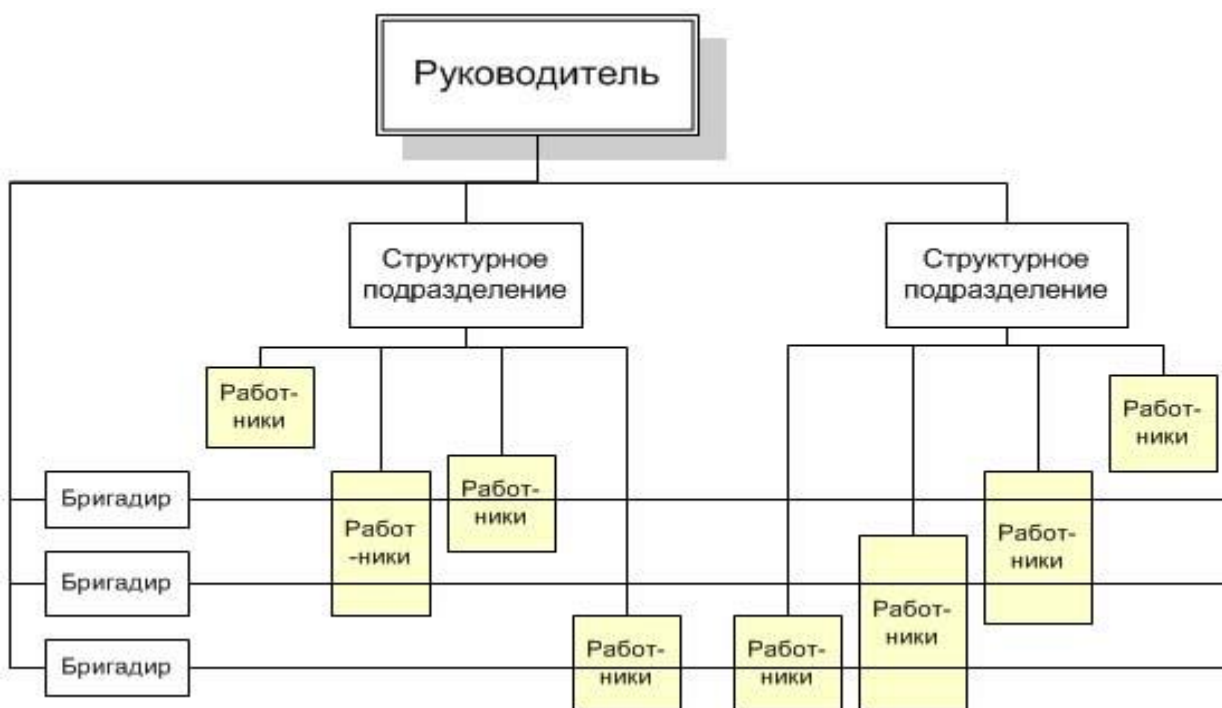 Руководитель
Структурное
подразделение
Структурное
подразделение
Работ-
ники
Работ-
ники
Бригадир
Работ
-ники
Работ-
ники
Работ-
ники
Бригадир
Работ-
ники
Бригадир
Работ-
ники
Работ-
ники